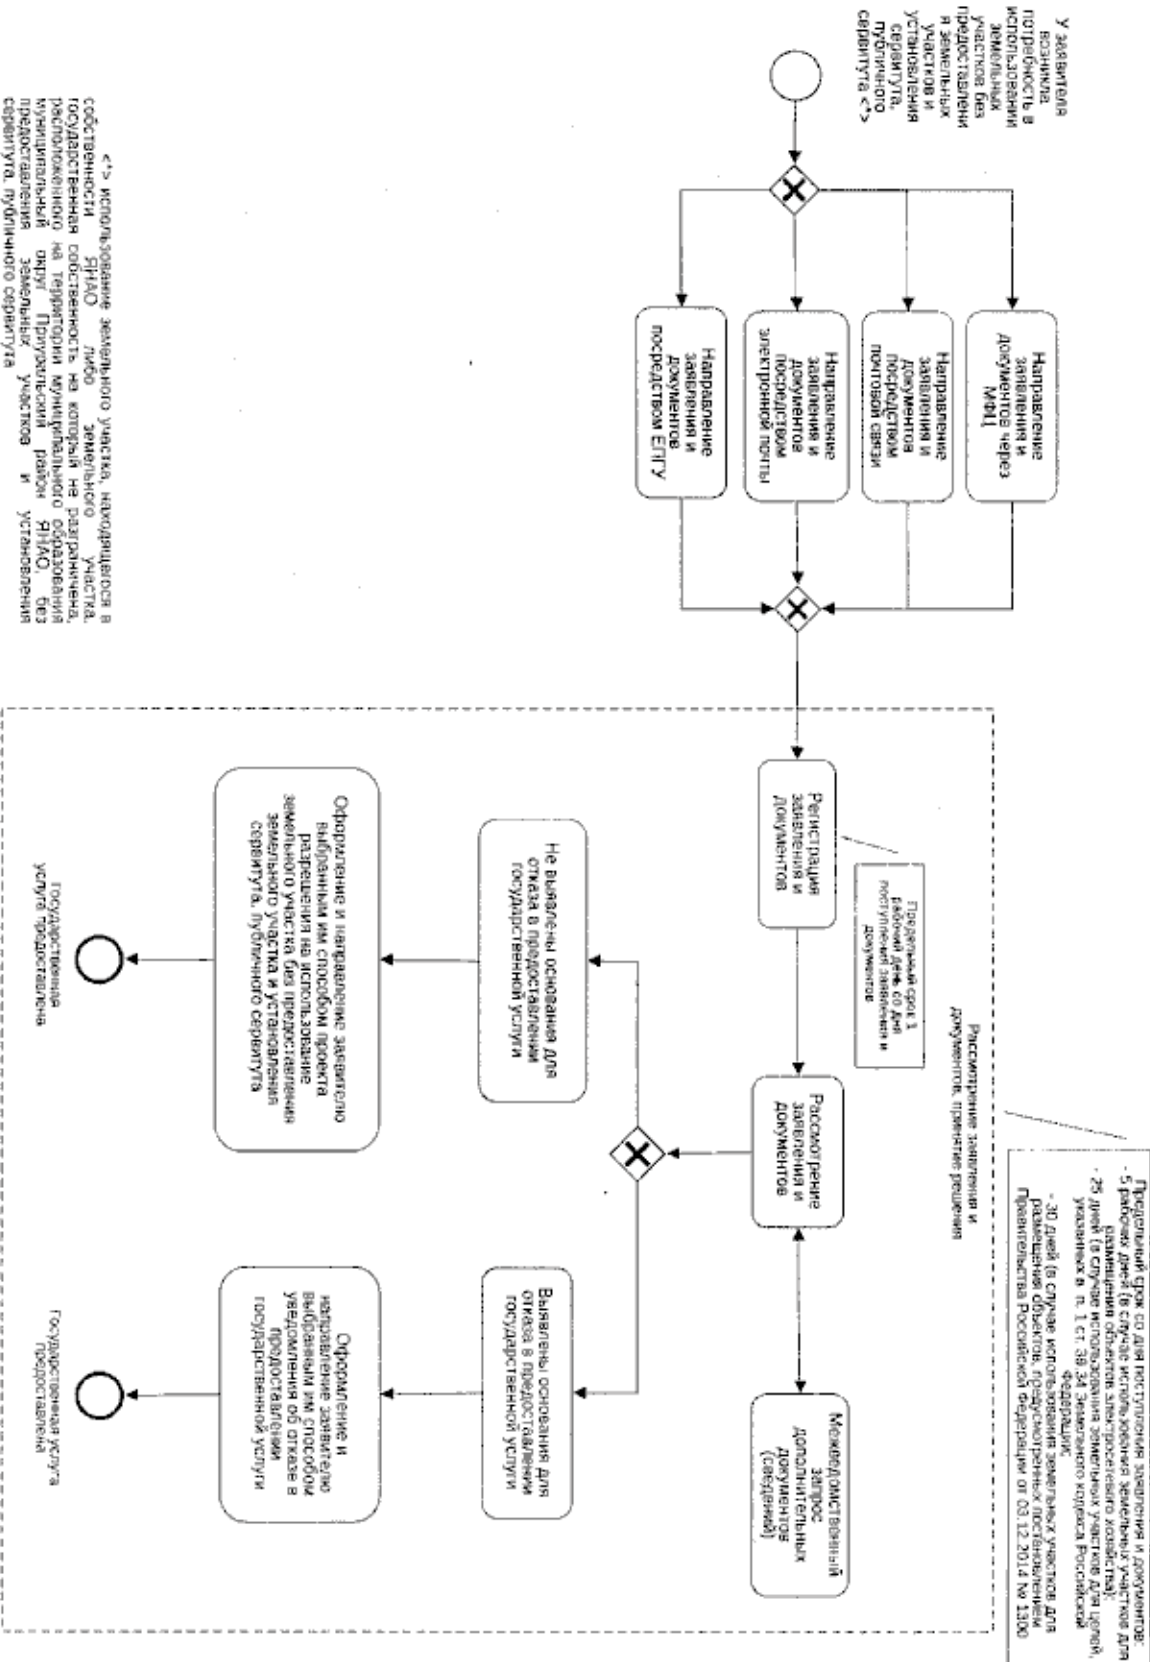 У заявителя
возникла
потребность в
использовании
земельных
участков без
предоставлени
я земельных
участков и
установления
сервитута,
публичного
сервитута <*>
Направление
заявления и
документов через
МФЦ
Направление
заявления и
документов
посредством
почтовой связи
Направление
заявления и
документов
посредством
электронной почты
Направление
заявления и
документов
посредством ЕПГУ
Предельный срок со дня поступления заявления и документов:
- 5 рабочих дней (в случае использования земельных участков для
размещения объектов электросетевого хозяйства);
- 25 дней (в случае использования земельных участков для целей,
указанных в п. 1 ст. 39.34 Земельного кодекса Российской
Федерации;
- 30 дней (в случае использования земельных участков для
размещения объектов, предусмотренных постановлением
Правительства Российской Федерации от 03.12.2014 № 1300
Рассмотрение заявления и
документов, принятие решения
Предельный срок 1
рабочий день со дня
поступления заявления и
документов
Регистрация
заявления и
документов
Рассмотрение
заявления и
документов
Межведомственный
запрос
дополнительных
документов
(сведений)
Не выявлены основания для
отказа в предоставлении
государственной услуги
Выявлены основания для
отказа в предоставлении
государственной услуги
Оформление и направление заявителю
выбранным им способом проекта
разрешения на использование
земельного участка без предоставления
земельного участка и установления
сервитута, публичного сервитута
Оформление и
направление заявителю
выбранным им способом
уведомления об отказе в
предоставлении
государственной услуги
Государственная
услуга предоставлена
Государственная услуга
предоставлена
<*> использование земельного участка, находящегося в
собственности ЯНАО либо земельного участка,
государственная собственность на который не разграничена,
расположенного на территории муниципального образования
муниципальный округ Приуральский район ЯНАО, без
предоставления земельных участков и установления
сервитута, публичного сервитута